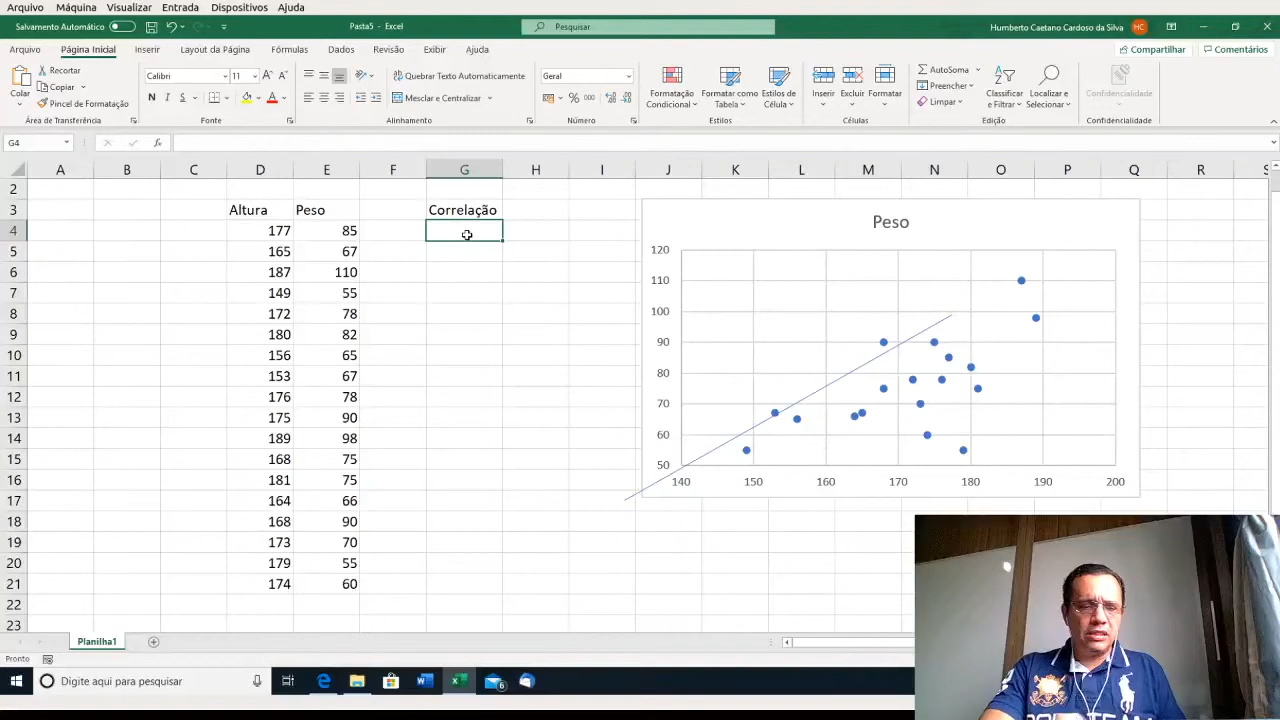 Arquivo Máquina Visualizar Entrada Dispositivos Ajuda
Salvamento Automático Pasta5 - Excel Pesquisar Humberto Caetano Cardoso da Silva HC
Arquivo Página Inicial Inserir Layout da Página Fórmulas Dados Revisão Exibir Ajuda Compartilhar Comentários
Colar Recortar Copiar Pincel de Formatação
Calibri 11
N I S
Quebrar Texto Automaticamente
Mesclar e Centralizar
Geral
% 000
Formatação Condicional
Formatar como Tabela
Estilos de Célula
Inserir Excluir Formatar
AutoSoma
Preencher
Limpar
Classificar e Filtrar
Localizar e Selecionar
Confidencialidade
Área de Transferência Fonte Alinhamento Número Estilos Células Edição Confidencialidade
G4 fx
A B C D E F G H I J K L M N O P Q R S
2
3 Altura Peso Correlação
4 177 85
5 165 67
6 187 110
7 149 55
8 172 78
9 180 82
10 156 65
11 153 67
12 176 78
13 175 90
14 189 98
15 168 75
16 181 75
17 164 66
18 168 90
19 173 70
20 179 55
21 174 60
22
23
Peso
120
110
100
90
80
70
60
50
140 150 160 170 180 190 200
Planilha1
Pronto
Digite aqui para pesquisar
6